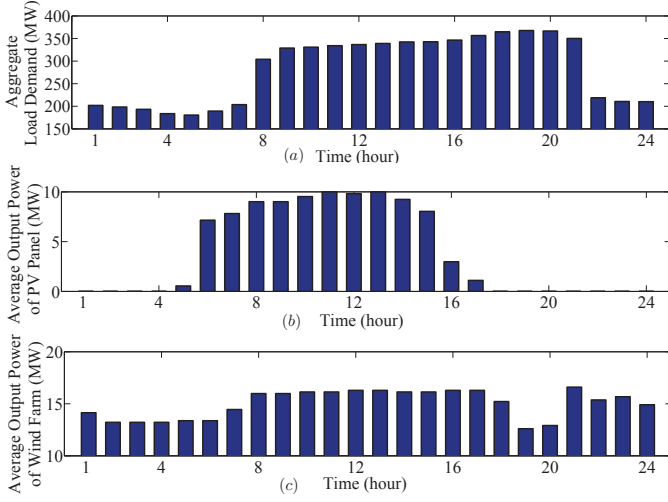 Aggregate
Load Demand (MW)
400
350
300
250
200
150
1
4
8
12
16
20
24
(a)
Time (hour)
Average Output Power
of PV Panel (MW)
10
5
0
1
4
8
12
16
20
24
(b)
Time (hour)
Average Output Power
of Wind Farm (MW)
20
15
10
1
4
8
12
16
20
24
(c)
Time (hour)